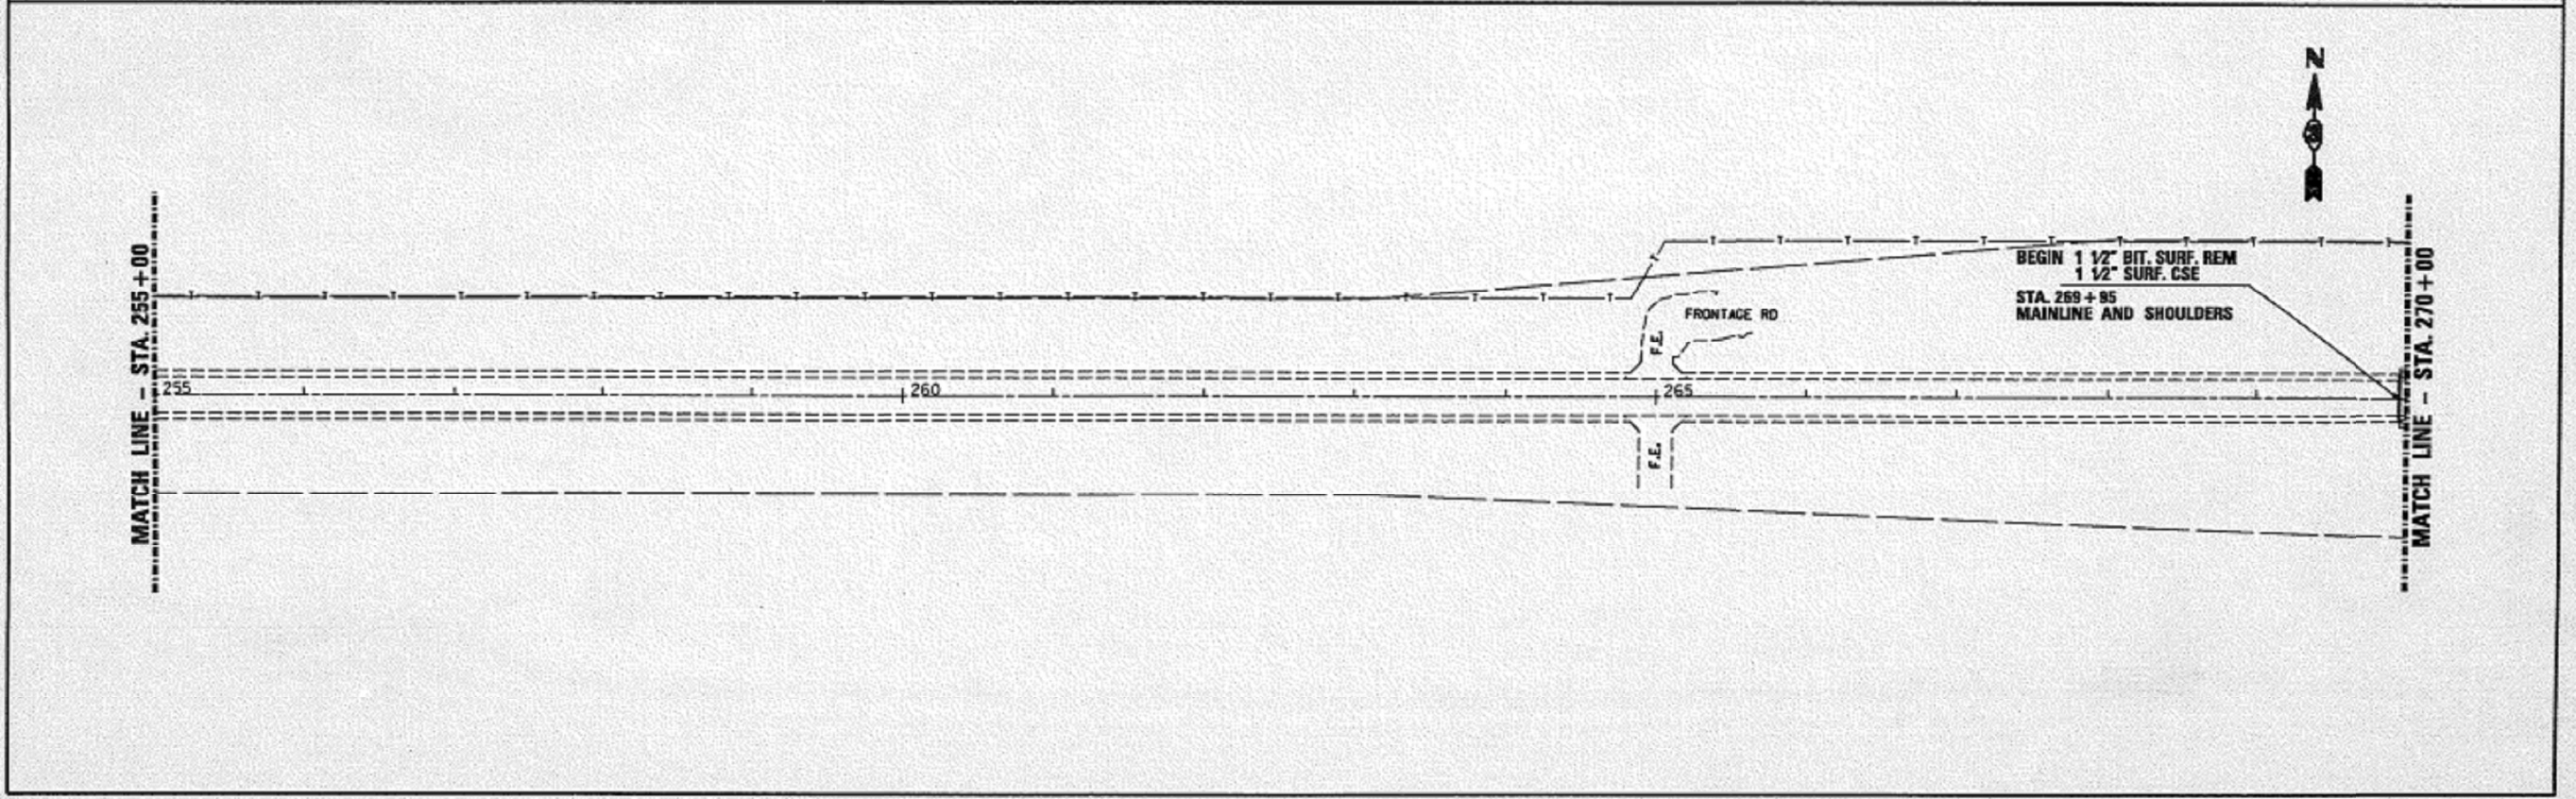 N
MATCH LINE - STA. 255+00
BEGIN 1 1/2" BIT. SURF. REM
1 1/2" SURF. CSE
STA. 269+95
MAINLINE AND SHOULDERS
FRONTAGE RD
F.E.
255
260
265
F.E.
MATCH LINE - STA. 270+00